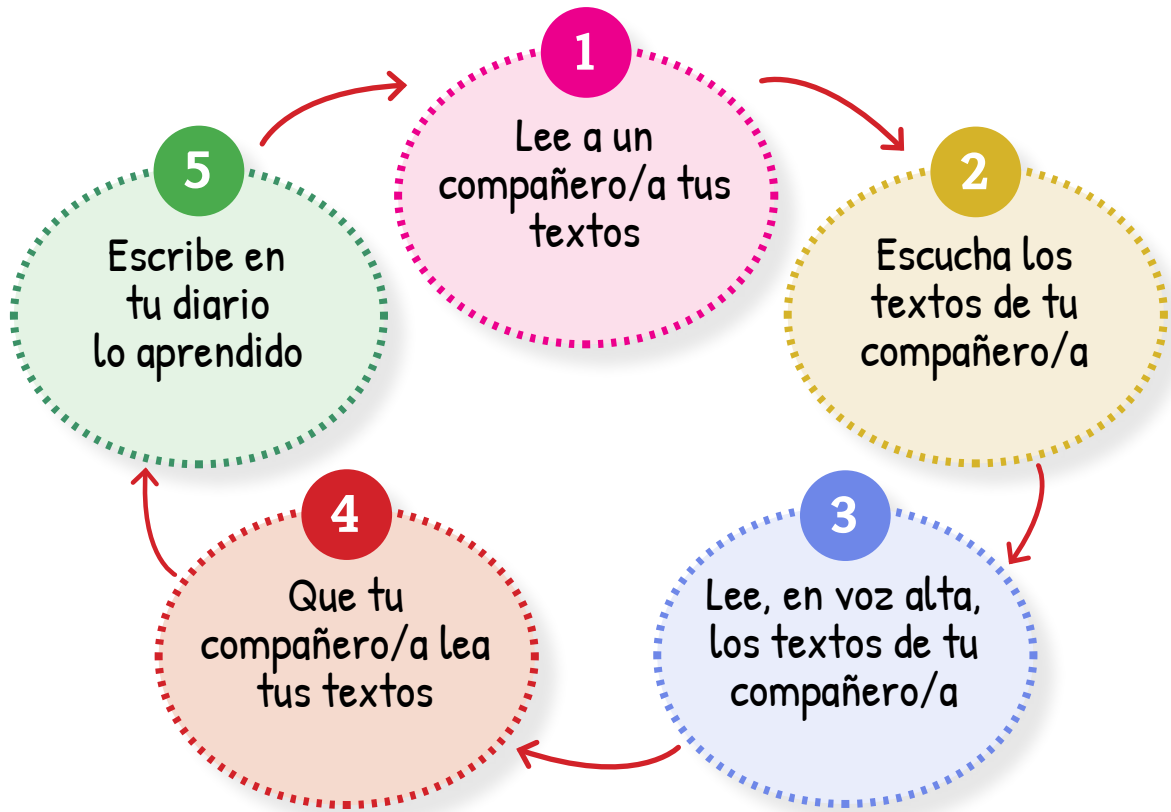 1
Lee a un
compañero/a tus
textos
2
Escucha los
textos de tu
compañero/a
3
Lee, en voz alta,
los textos de tu
compañero/a
4
Que tu
compañero/a lea
tus textos
5
Escribe en
tu diario
lo aprendido